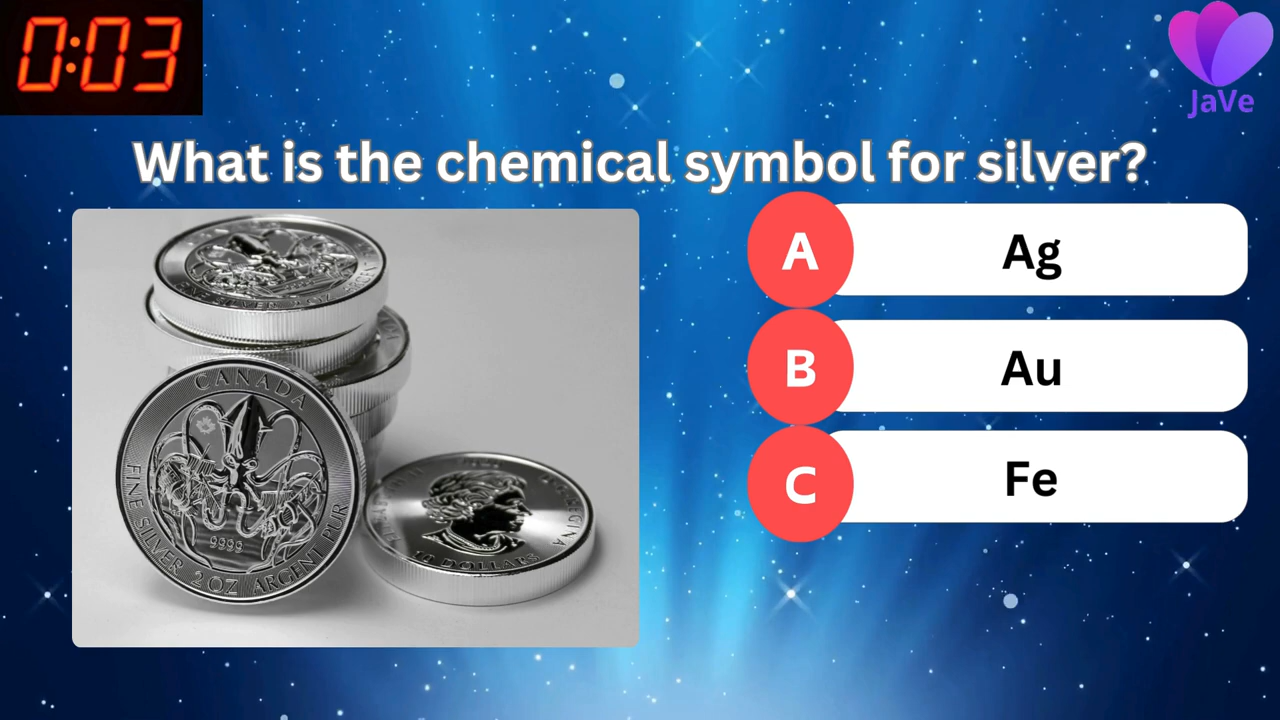 0:03
JaVe
What is the chemical symbol for silver?
A Ag
B Au
C Fe
CANADA
FINE SILVER 2 OZ ARGENT PUR
9999
10 DOLLARS